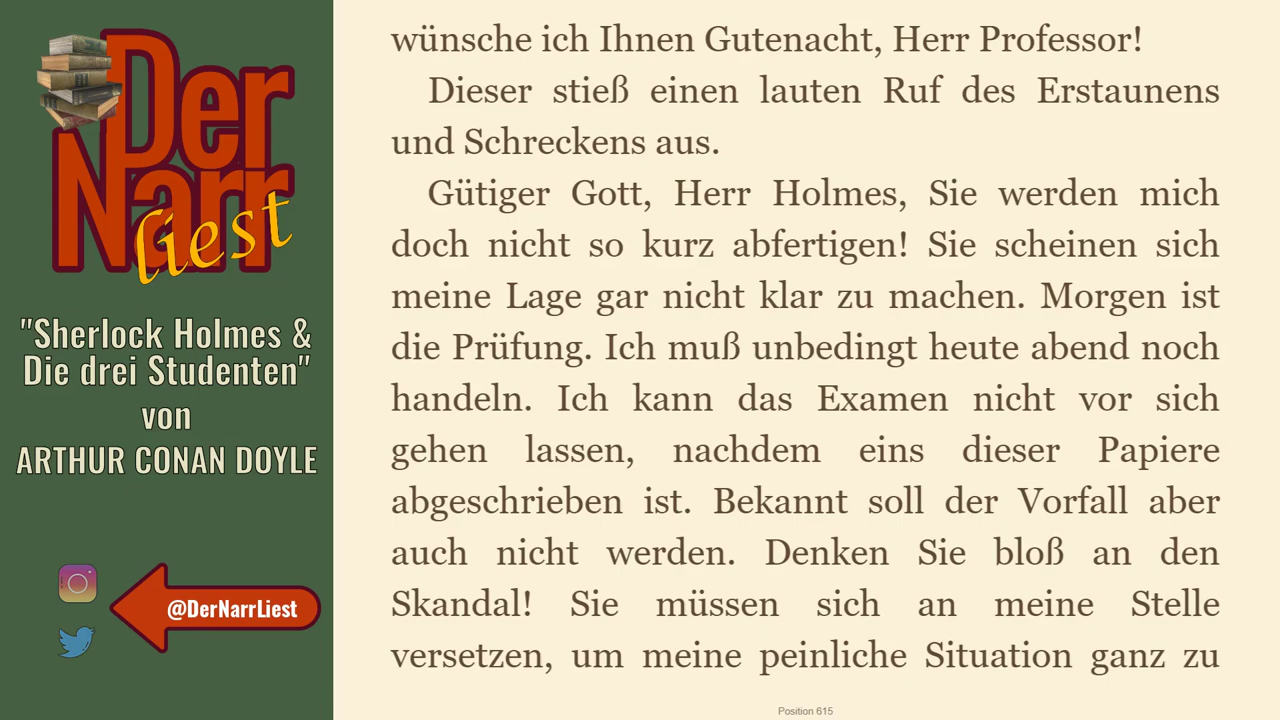 Der
Narr
liest
"Sherlock Holmes &
Die drei Studenten"
von
ARTHUR CONAN DOYLE
@DerNarrLiest
wünsche ich Ihnen Gutenacht, Herr Professor!
Dieser stieß einen lauten Ruf des Erstaunens
und Schreckens aus.
Gütiger Gott, Herr Holmes, Sie werden mich
doch nicht so kurz abfertigen! Sie scheinen sich
meine Lage gar nicht klar zu machen. Morgen ist
die Prüfung. Ich muß unbedingt heute abend noch
handeln. Ich kann das Examen nicht vor sich
gehen lassen, nachdem eins dieser Papiere
abgeschrieben ist. Bekannt soll der Vorfall aber
auch nicht werden. Denken Sie bloß an den
Skandal! Sie müssen sich an meine Stelle
versetzen, um meine peinliche Situation ganz zu
Position 615